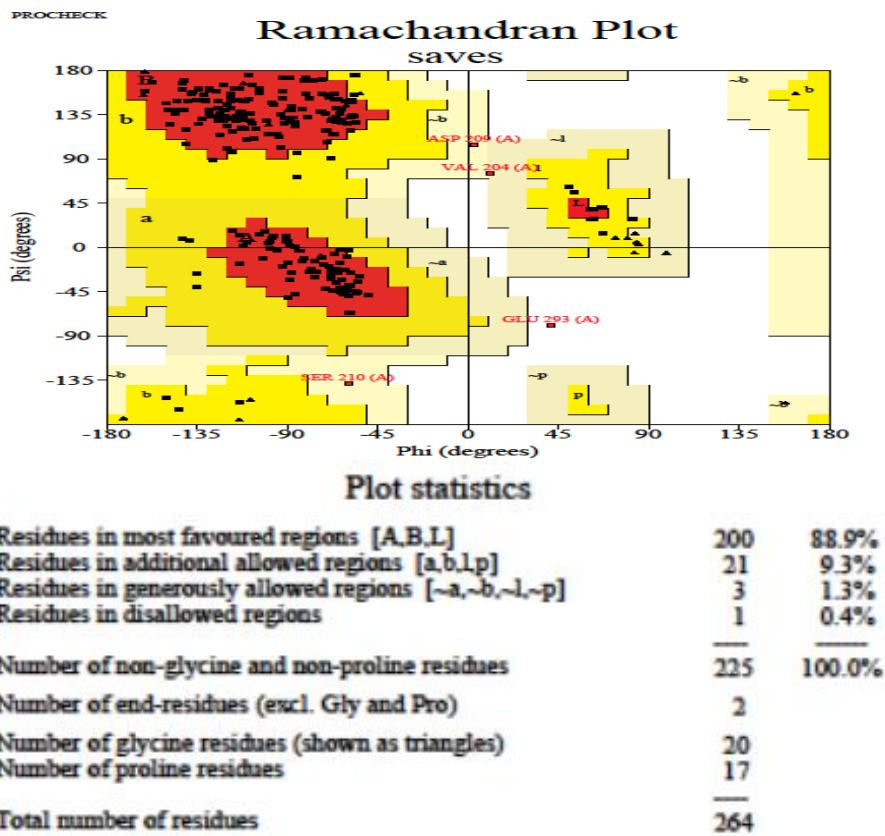 PROCHECK
Ramachandran Plot
saves
180
135
90
45
0
-45
-90
-135
-180
-135
-90
-45
0
45
90
135
180
Psi (degrees)
Phi (degrees)
B
b
~b
~b
b
ASP 209 (A)
~l
VAL 204 (A)
l
L
a
A
~a
GLU 293 (A)
SER 210 (A)
~b
b
~p
p
~b
Plot statistics
Residues in most favoured regions [A,B,L] 200 88.9%
Residues in additional allowed regions [a,b,l,p] 21 9.3%
Residues in generously allowed regions [~a,~b,~l,~p] 3 1.3%
Residues in disallowed regions 1 0.4%
---- ------
Number of non-glycine and non-proline residues 225 100.0%
Number of end-residues (excl. Gly and Pro) 2
Number of glycine residues (shown as triangles) 20
Number of proline residues 17
----
Total number of residues 264